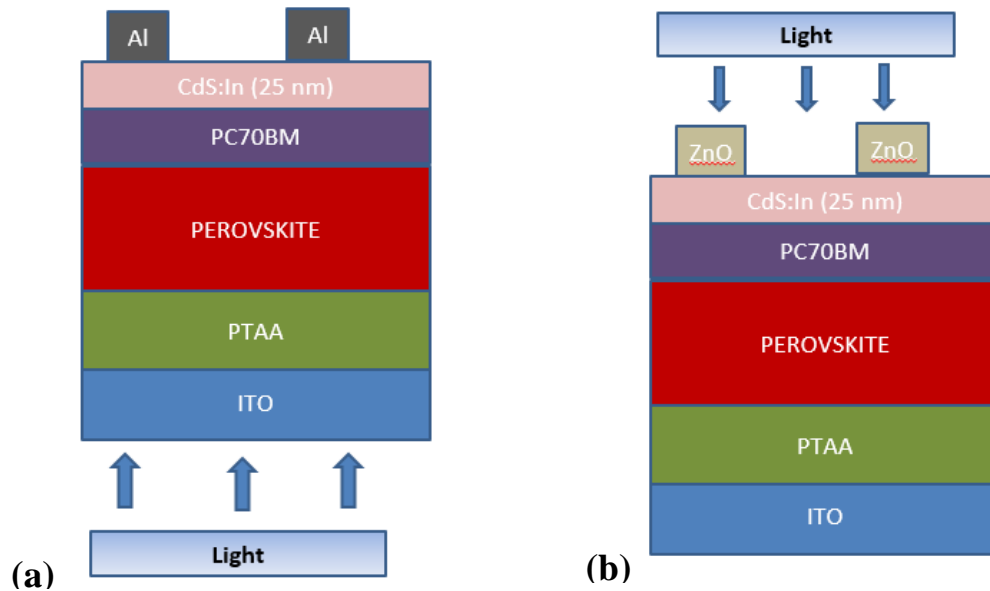 Al Al
CdS:In (25 nm)
PC70BM
PEROVSKITE
PTAA
ITO
Light
(a)
Light
ZnO ZnO
CdS:In (25 nm)
PC70BM
PEROVSKITE
PTAA
ITO
(b)